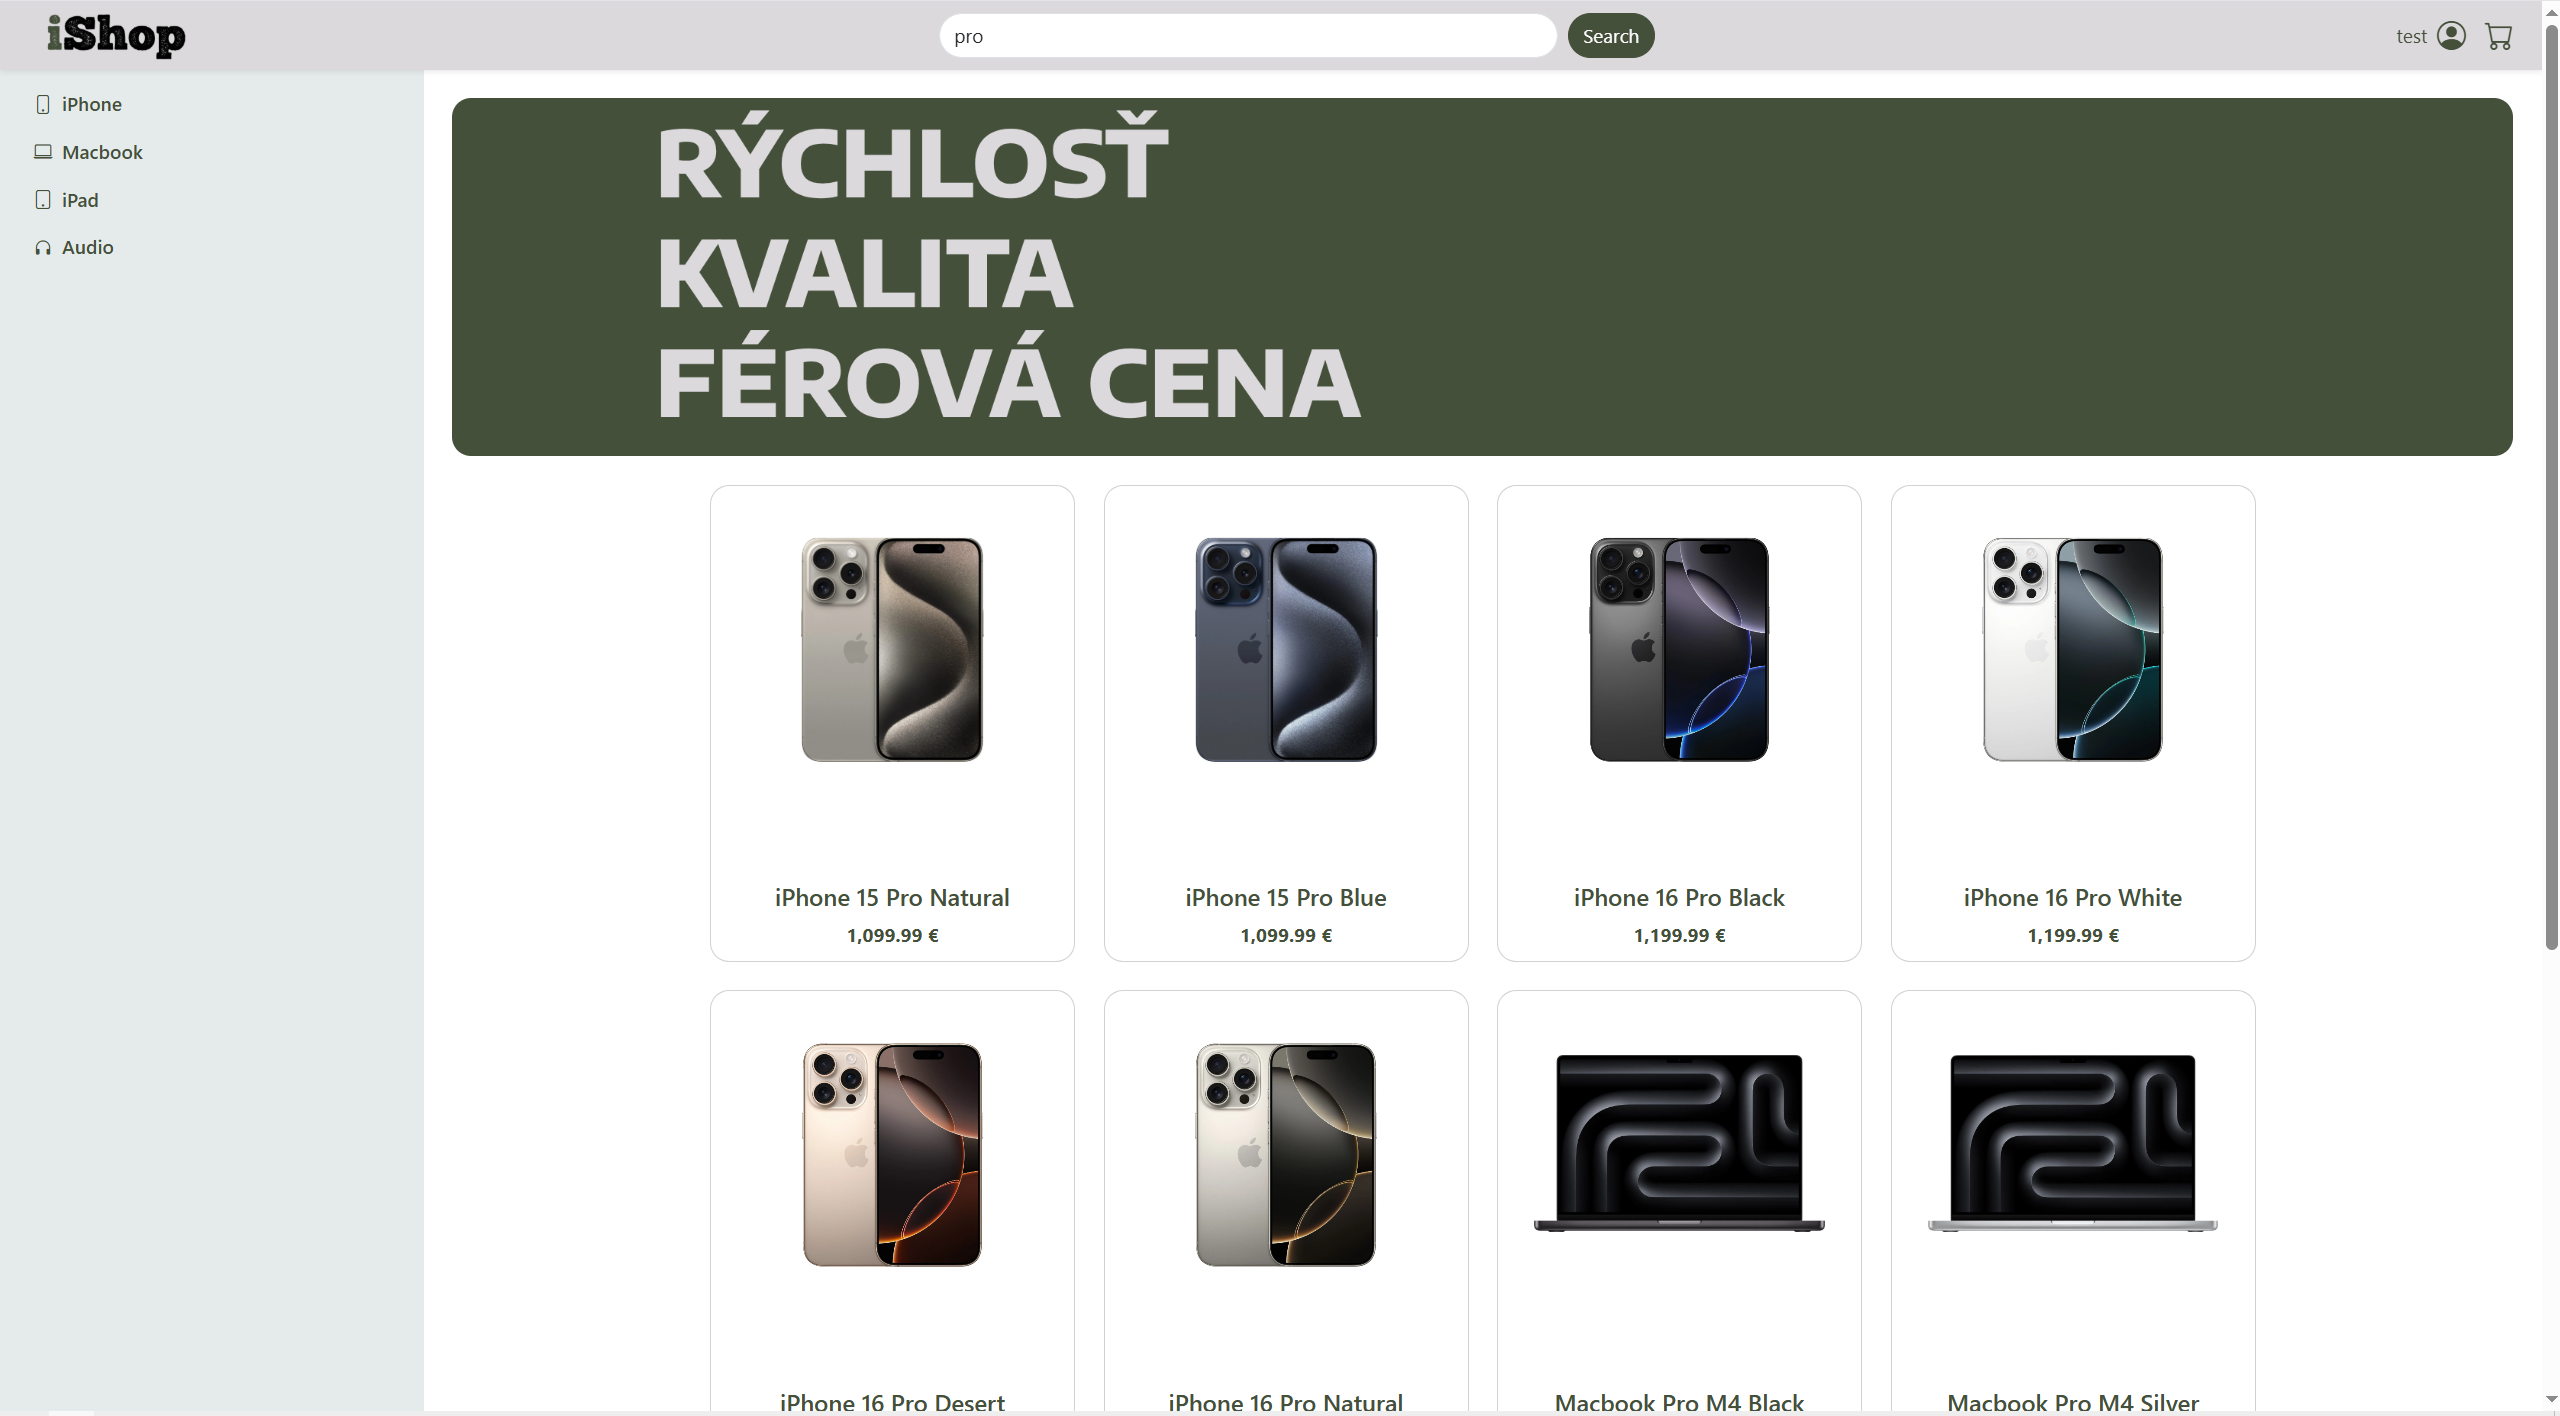 iShop
pro
Search
test
iPhone
Macbook
iPad
Audio
RÝCHLOSŤ
KVALITA
FÉROVÁ CENA
iPhone 15 Pro Natural
1,099.99 €
iPhone 15 Pro Blue
1,099.99 €
iPhone 16 Pro Black
1,199.99 €
iPhone 16 Pro White
1,199.99 €
iPhone 16 Pro Desert
iPhone 16 Pro Natural
Macbook Pro M4 Black
Macbook Pro M4 Silver